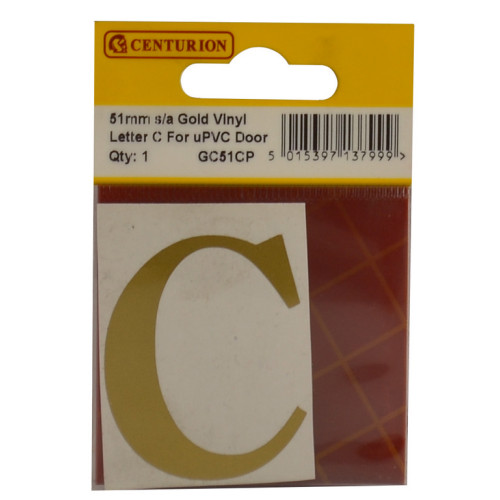 CENTURION
51mm s/a Gold Vinyl
Letter C For uPVC Door
Qty: 1 GC51CP
5 015397 137999 >
C